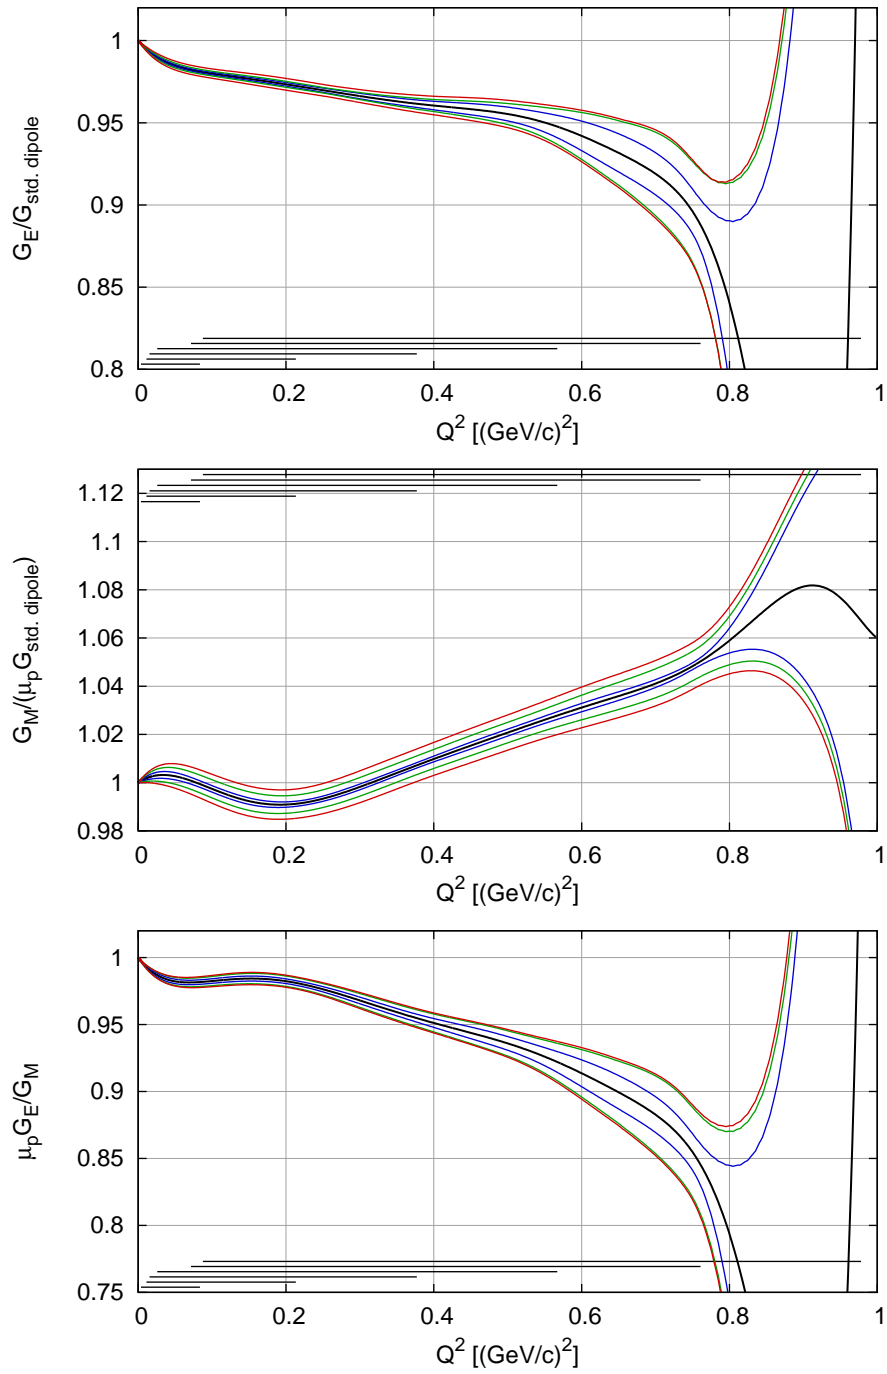 G_E/G_std. dipole
1
0.95
0.9
0.85
0.8
0 0.2 0.4 0.6 0.8 1
Q^2 [(GeV/c)^2]
G_M/(μ_pG_std. dipole)
1.12
1.1
1.08
1.06
1.04
1.02
1
0.98
0 0.2 0.4 0.6 0.8 1
Q^2 [(GeV/c)^2]
μ_pG_E/G_M
1
0.95
0.9
0.85
0.8
0.75
0 0.2 0.4 0.6 0.8 1
Q^2 [(GeV/c)^2]